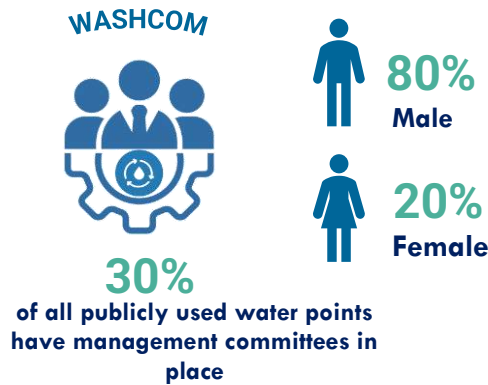 WASHCOM
80%
Male
20%
Female
30%
of all publicly used water points
have management committees in
place